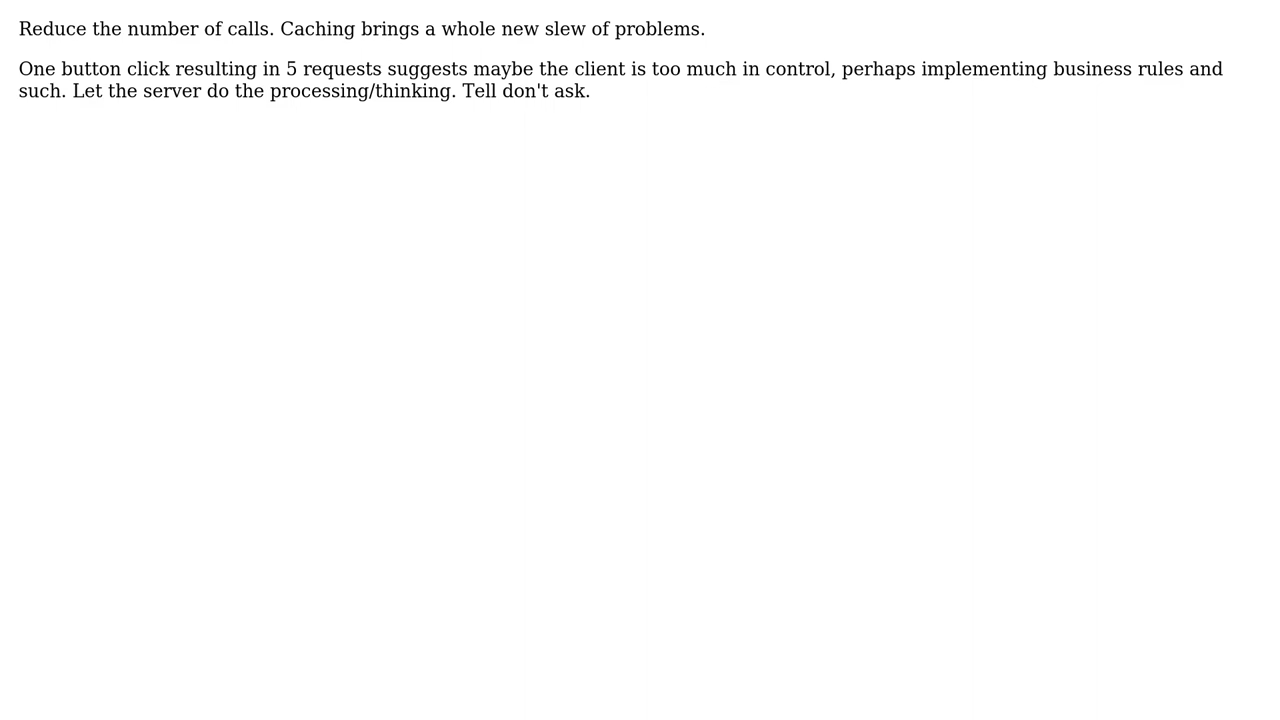 Reduce the number of calls. Caching brings a whole new slew of problems.
One button click resulting in 5 requests suggests maybe the client is too much in control, perhaps implementing business rules and
such. Let the server do the processing/thinking. Tell don't ask.